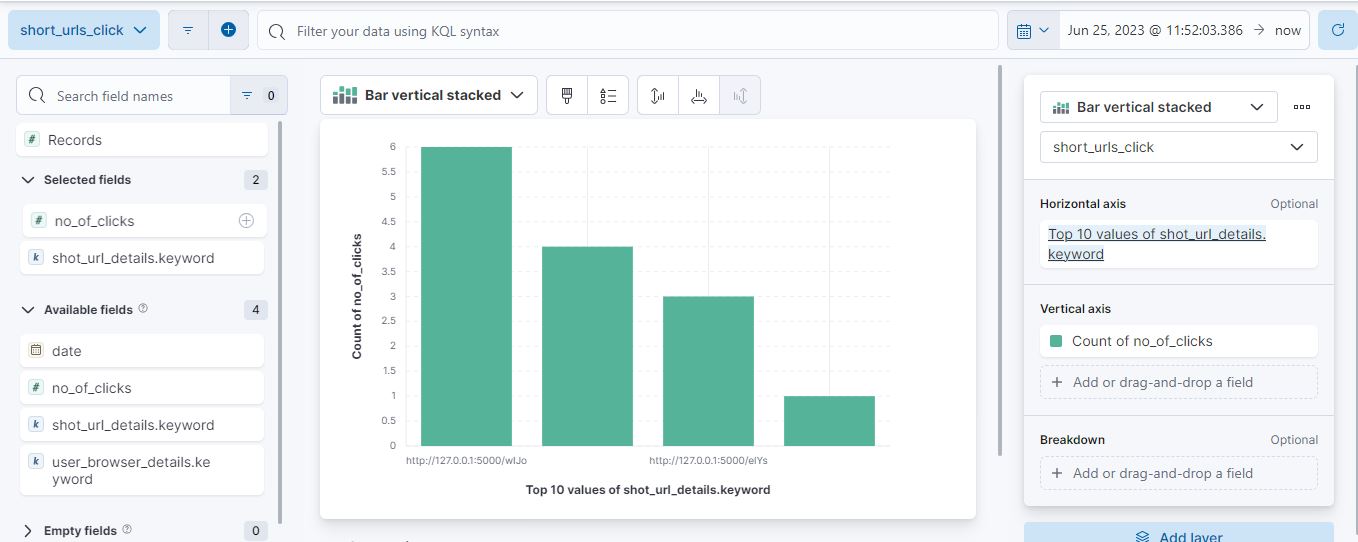 short_urls_click
Filter your data using KQL syntax
Jun 25, 2023 @ 11:52:03.386 → now
Search field names
0
# Records
Selected fields 2
# no_of_clicks
k shot_url_details.keyword
Available fields 4
date
# no_of_clicks
k shot_url_details.keyword
k user_browser_details.ke
yword
Empty fields 0
Bar vertical stacked
Count of no_of_clicks
6
5.5
5
4.5
4
3.5
3
2.5
2
1.5
1
0.5
0
http://127.0.0.1:5000/wIJo
http://127.0.0.1:5000/eIYs
Top 10 values of shot_url_details.keyword
Bar vertical stacked
short_urls_click
Horizontal axis Optional
Top 10 values of shot_url_details.
keyword
Vertical axis
Count of no_of_clicks
+ Add or drag-and-drop a field
Breakdown Optional
+ Add or drag-and-drop a field
Add layer